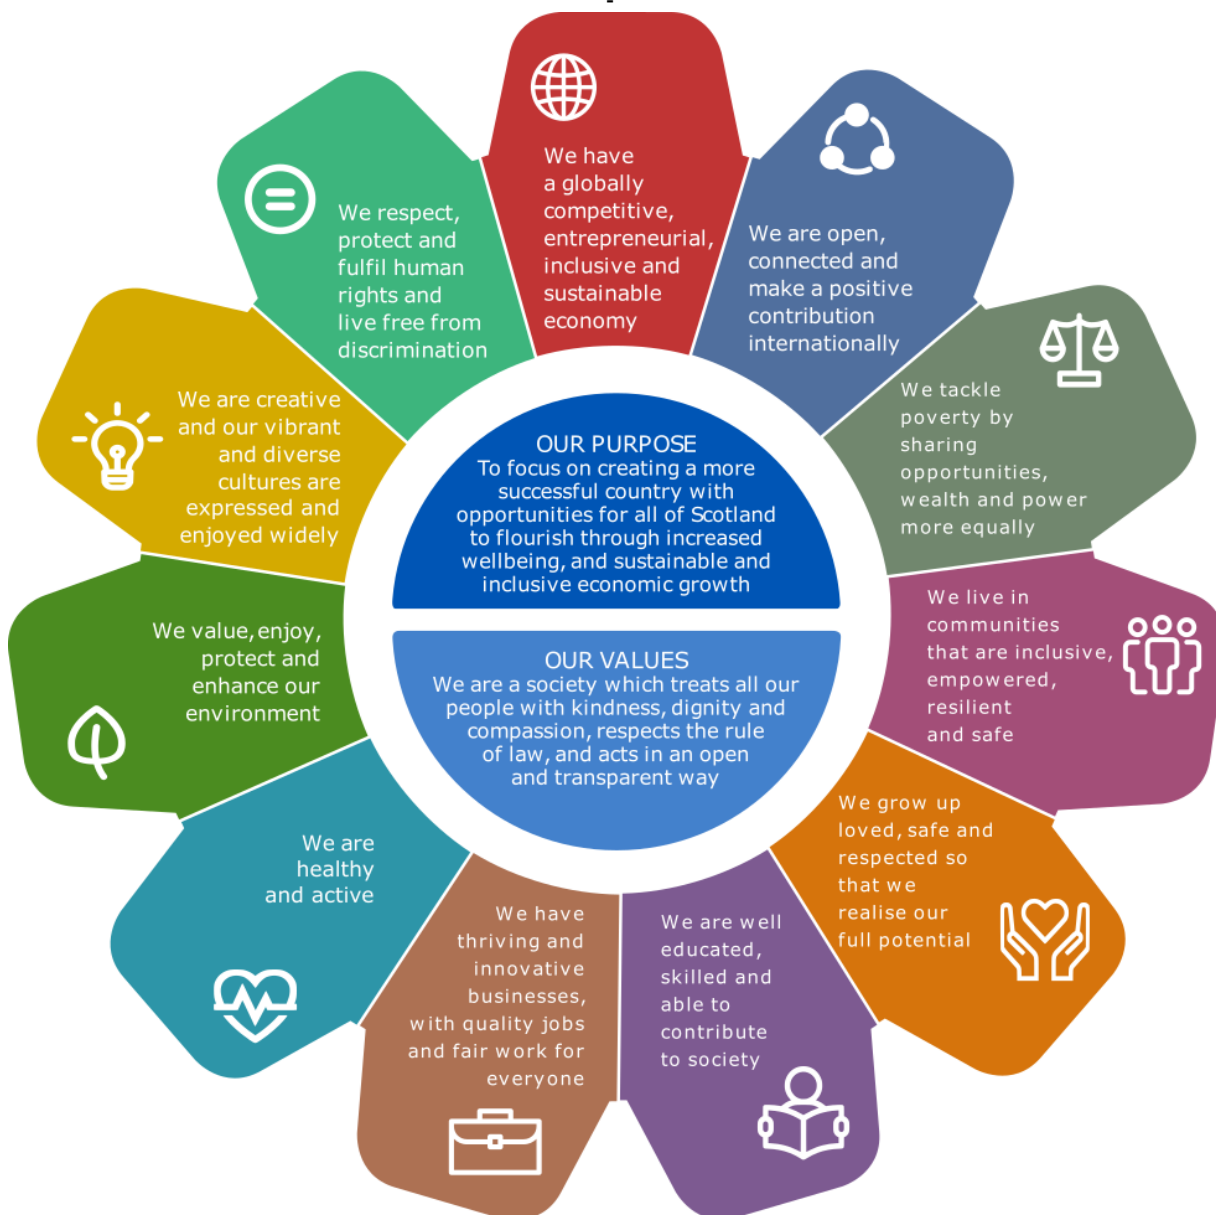 We have
a globally
competitive,
entrepreneurial,
inclusive and
sustainable
economy
We are open,
connected and
make a positive
contribution
internationally
We tackle
poverty by
sharing
opportunities,
wealth and power
more equally
We live in
communities
that are inclusive,
empowered,
resilient
and safe
We grow up
loved, safe and
respected so
that we
realise our
full potential
We are well
educated,
skilled and
able to
contribute
to society
We have
thriving and
innovative
businesses,
with quality jobs
and fair work for
everyone
We are
healthy
and active
We value, enjoy,
protect and
enhance our
environment
We are creative
and our vibrant
and diverse
cultures are
expressed and
enjoyed widely
We respect,
protect and
fulfil human
rights and
live free from
discrimination
OUR PURPOSE
To focus on creating a more
successful country with
opportunities for all of Scotland
to flourish through increased
wellbeing, and sustainable and
inclusive economic growth
OUR VALUES
We are a society which treats all our
people with kindness, dignity and
compassion, respects the rule
of law, and acts in an open
and transparent way